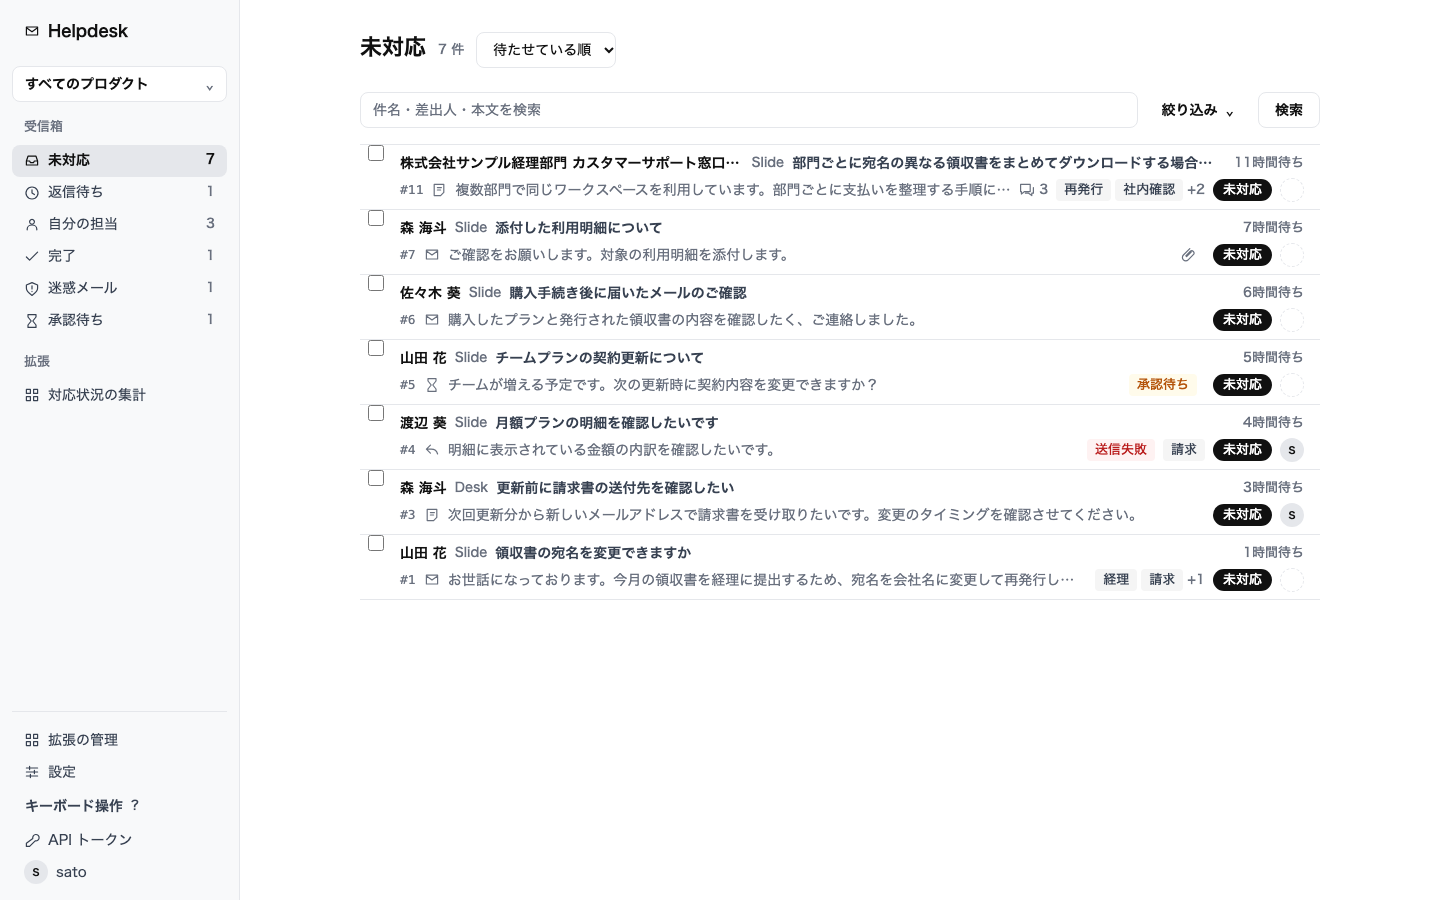 Helpdesk
すべてのプロダクト
受信箱
未対応 7
返信待ち 1
自分の担当 3
完了 1
迷惑メール 1
承認待ち 1
拡張
対応状況の集計
拡張の管理
設定
キーボード操作 ?
API トークン
S sato
未対応 7 件 待たせている順
件名・差出人・本文を検索 絞り込み 検索
株式会社サンプル経理部門 カスタマーサポート窓口… Slide 部門ごとに宛名の異なる領収書をまとめてダウンロードする場合… 11時間待ち
#11 複数部門で同じワークスペースを利用しています。部門ごとに支払いを整理する手順に… 3 再発行 社内確認 +2 未対応
森 海斗 Slide 添付した利用明細について 7時間待ち
#7 ご確認をお願いします。対象の利用明細を添付します。 未対応
佐々木 葵 Slide 購入手続き後に届いたメールのご確認 6時間待ち
#6 購入したプランと発行された領収書の内容を確認したく、ご連絡しました。 未対応
山田 花 Slide チームプランの契約更新について 5時間待ち
#5 チームが増える予定です。次の更新時に契約内容を変更できますか？ 承認待ち 未対応
渡辺 葵 Slide 月額プランの明細を確認したいです 4時間待ち
#4 明細に表示されている金額の内訳を確認したいです。 送信失敗 請求 未対応 S
森 海斗 Desk 更新前に請求書の送付先を確認したい 3時間待ち
#3 次回更新分から新しいメールアドレスで請求書を受け取りたいです。変更のタイミングを確認させてください。 未対応 S
山田 花 Slide 領収書の宛名を変更できますか 1時間待ち
#1 お世話になっております。今月の領収書を経理に提出するため、宛名を会社名に変更して再発行し… 経理 請求 +1 未対応